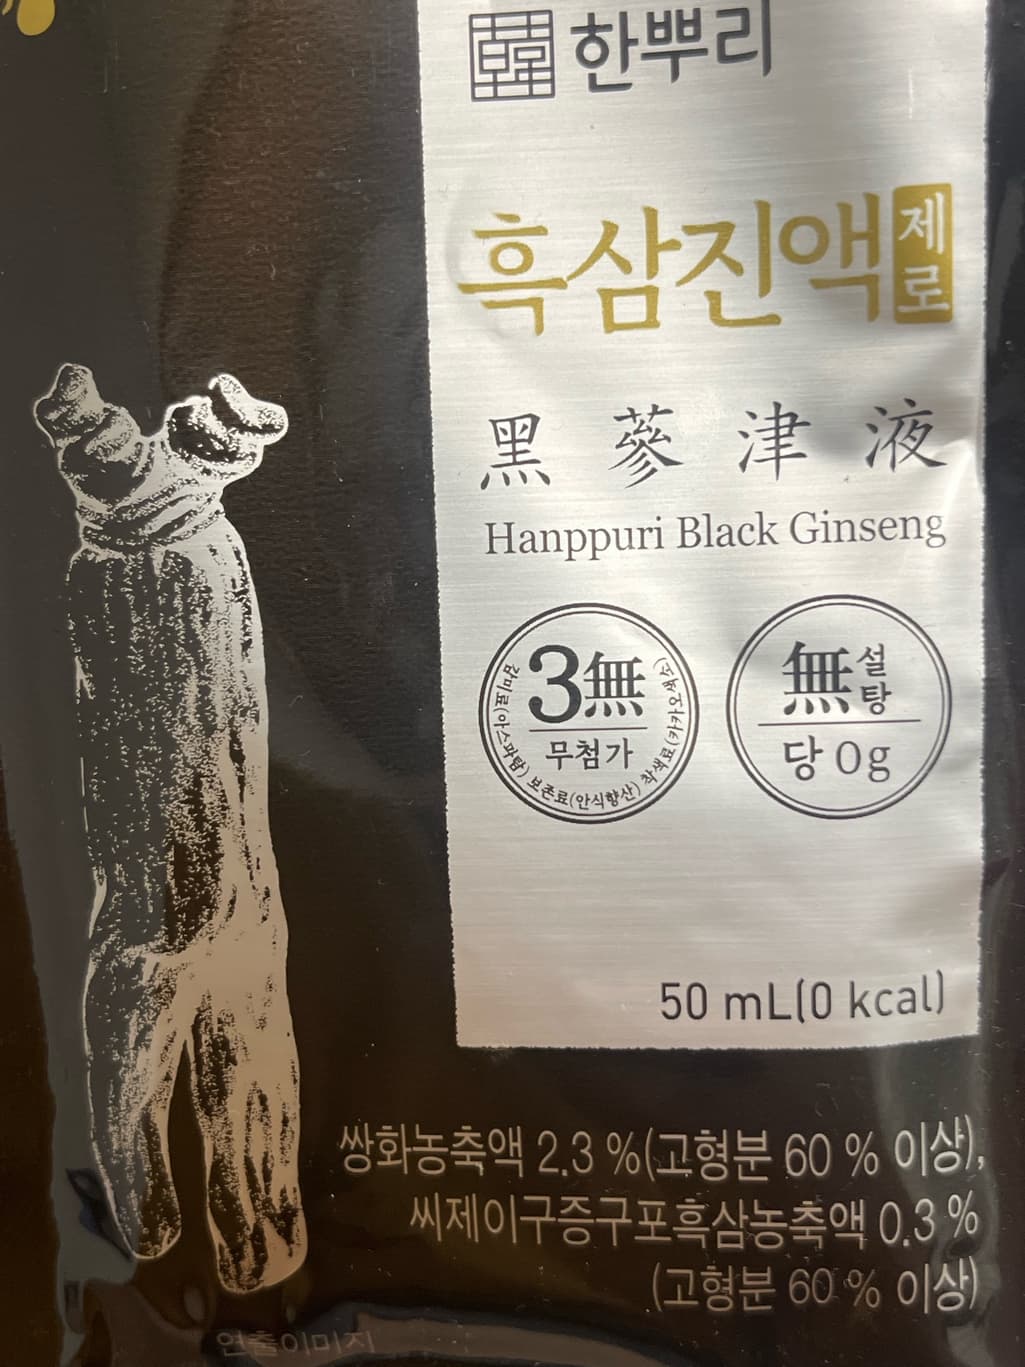 韓 한뿌리
흑삼진액 제로
黑蔘津液
Hanppuri Black Ginseng
3無
무첨가
감미료(아스파탐) 보존료(안식향산) 착색료(카카오색소)
無설탕
당 0g
50 mL(0 kcal)
쌍화농축액 2.3 %(고형분 60 % 이상),
씨제이구증구포흑삼농축액 0.3 %
(고형분 60 % 이상)
연출이미지